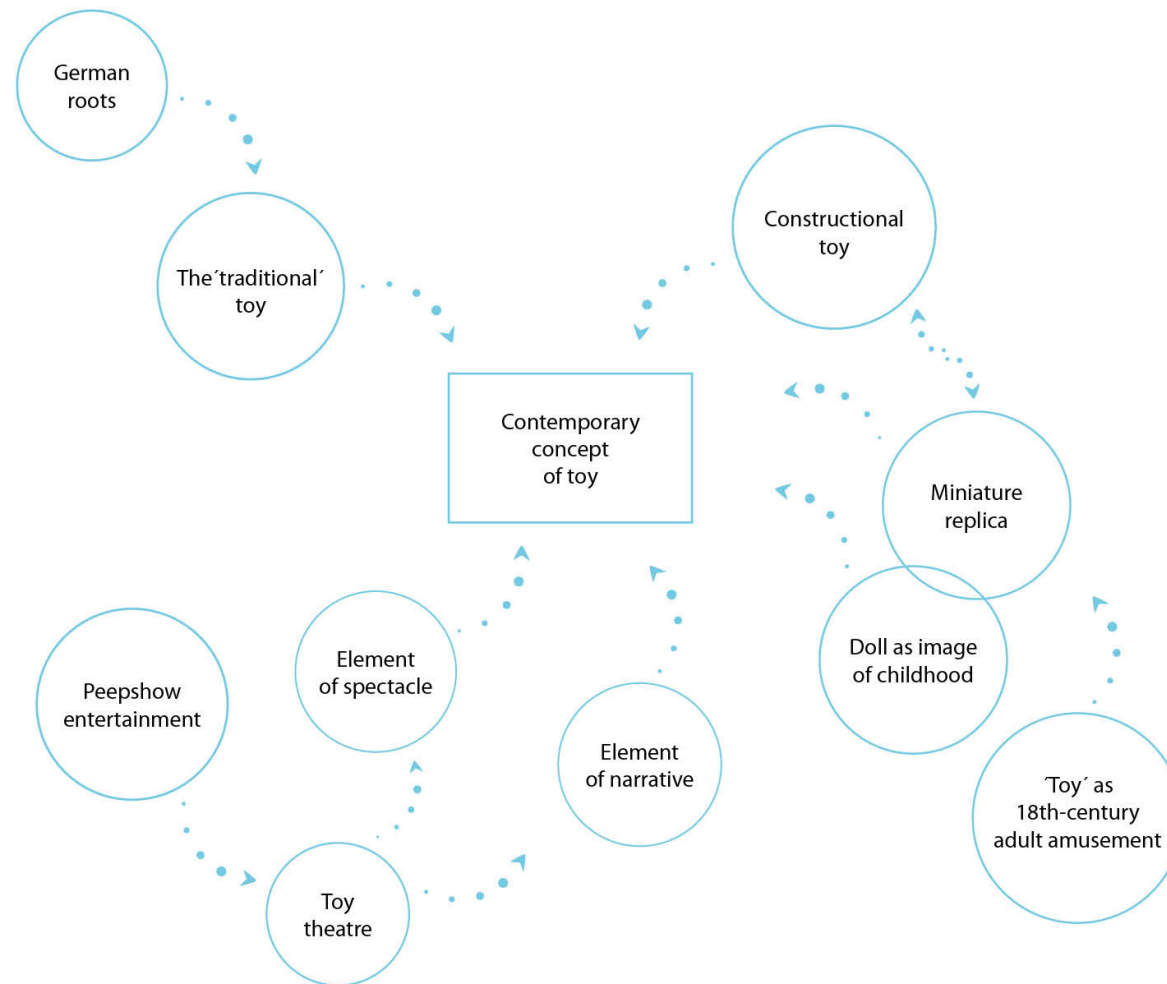 German
roots
The ´traditional´
toy
Constructional
toy
Contemporary
concept
of toy
Miniature
replica
Doll as image
of childhood
Element
of spectacle
Peepshow
entertainment
Element
of narrative
´Toy´ as
18th-century
adult amusement
Toy
theatre